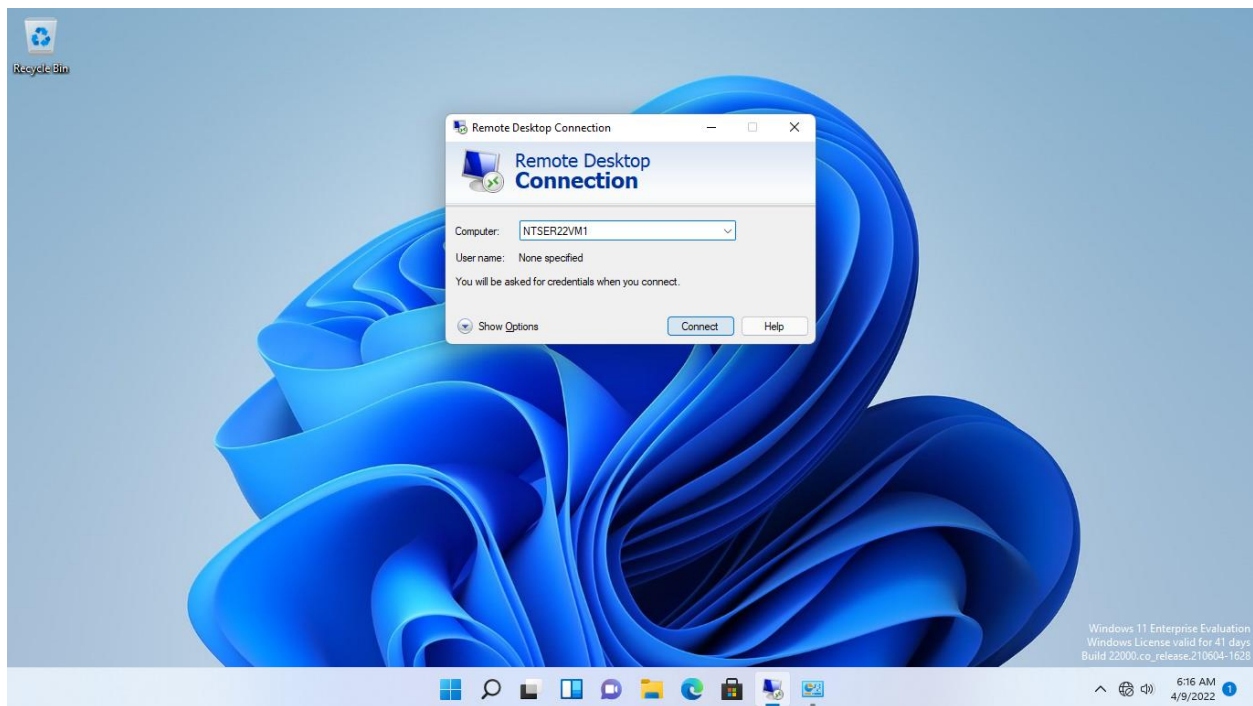 Recycle Bin
Remote Desktop Connection
Remote Desktop
Connection
Computer:
NTSER22VM1
User name:
None specified
You will be asked for credentials when you connect.
Show Options
Connect
Help
Windows 11 Enterprise Evaluation
Windows License valid for 41 days
Build 22000.co_release.210604-1628
6:16 AM
4/9/2022
1